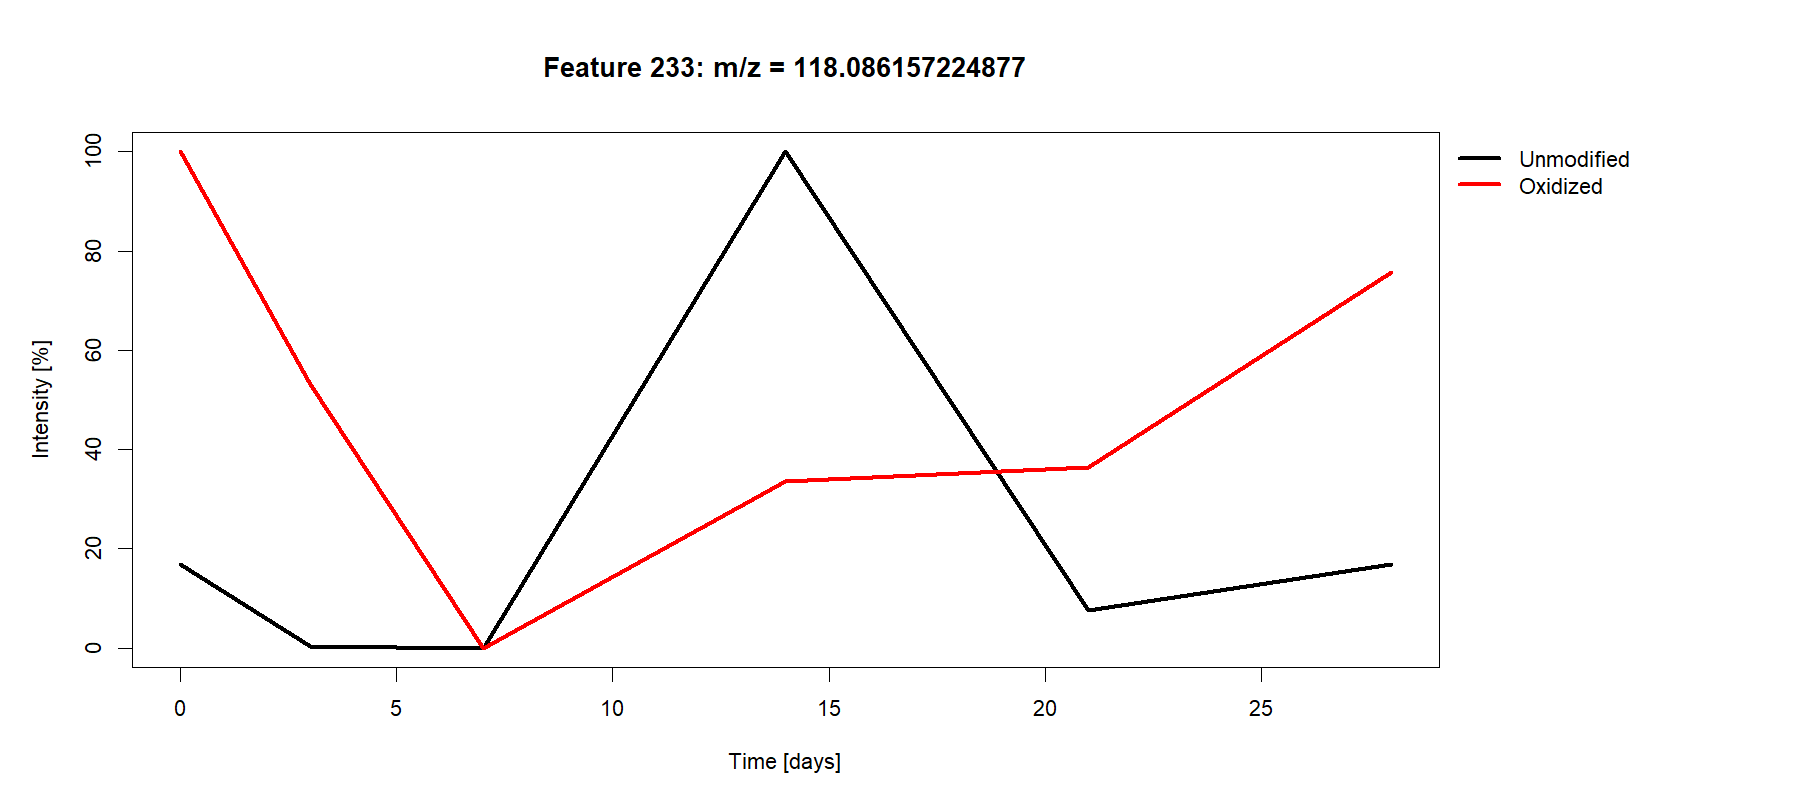 Feature 233: m/z = 118.086157224877
Unmodified
Oxidized
Intensity [%]
100
80
60
40
20
0
0 5 10 15 20 25
Time [days]